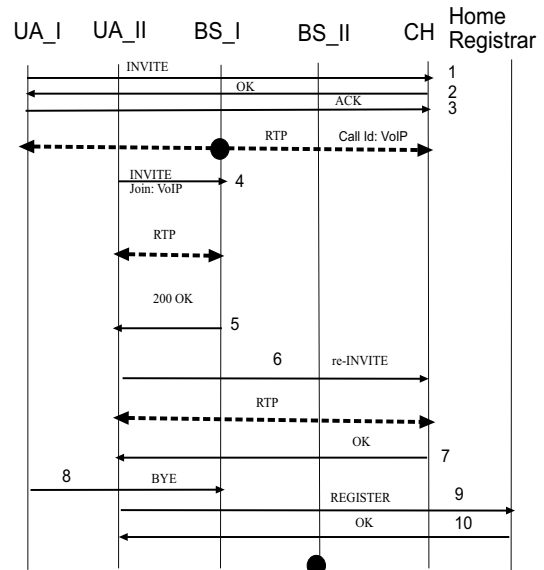 UA_I UA_II BS_I BS_II CH Home
Registrar
INVITE 1
OK 2
ACK 3
RTP Call Id: VoIP
INVITE 4
Join: VoIP
RTP
200 OK
5
6 re-INVITE
RTP
OK
7
8 BYE
REGISTER 9
OK 10